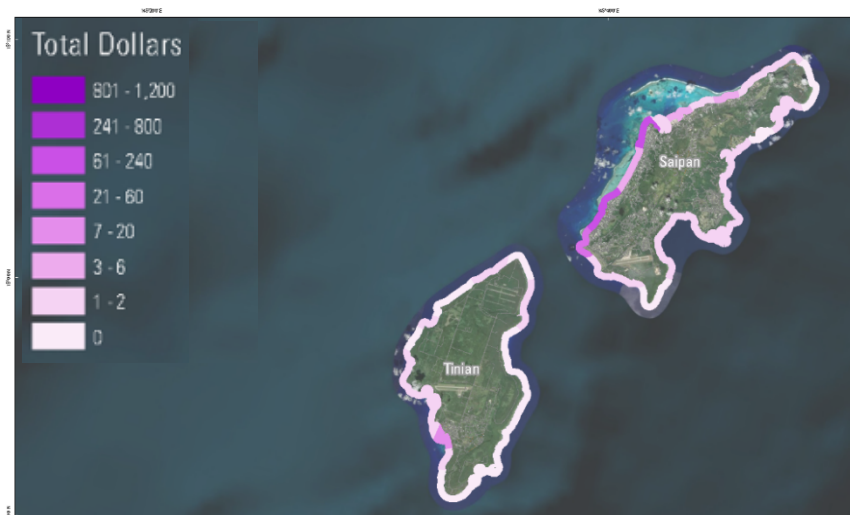 Total Dollars
801 - 1,200
241 - 800
61 - 240
21 - 60
7 - 20
3 - 6
1 - 2
0
Saipan
Tinian